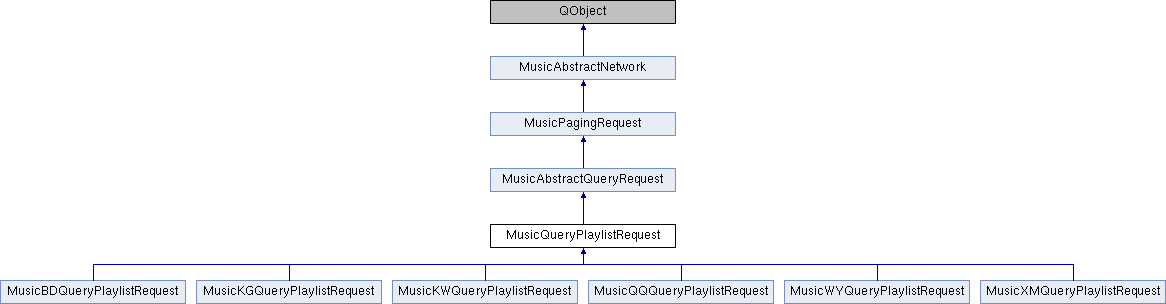 QObject
MusicAbstractNetwork
MusicPagingRequest
MusicAbstractQueryRequest
MusicQueryPlaylistRequest
MusicBDQueryPlaylistRequest
MusicKGQueryPlaylistRequest
MusicKWQueryPlaylistRequest
MusicQQQueryPlaylistRequest
MusicWYQueryPlaylistRequest
MusicXMQueryPlaylistRequest